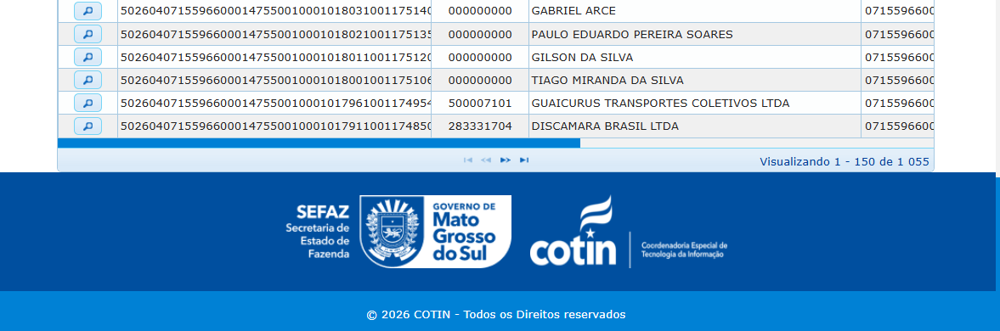 50260407155966000147550010001018031001175140 000000000 GABRIEL ARCE 0715596600
50260407155966000147550010001018021001175135 000000000 PAULO EDUARDO PEREIRA SOARES 0715596600
50260407155966000147550010001018011001175120 000000000 GILSON DA SILVA 0715596600
50260407155966000147550010001018001001175106 000000000 TIAGO MIRANDA DA SILVA 0715596600
50260407155966000147550010001017961001174954 500007101 GUAICURUS TRANSPORTES COLETIVOS LTDA 0715596600
50260407155966000147550010001017911001174850 283331704 DISCAMARA BRASIL LTDA 0715596600
Visualizando 1 - 150 de 1 055
SEFAZ
Secretaria de
Estado de
Fazenda
GOVERNO DE
Mato
Grosso
do Sul
cotin
Coordenadoria Especial de
Tecnologia da Informação
© 2026 COTIN - Todos os Direitos reservados